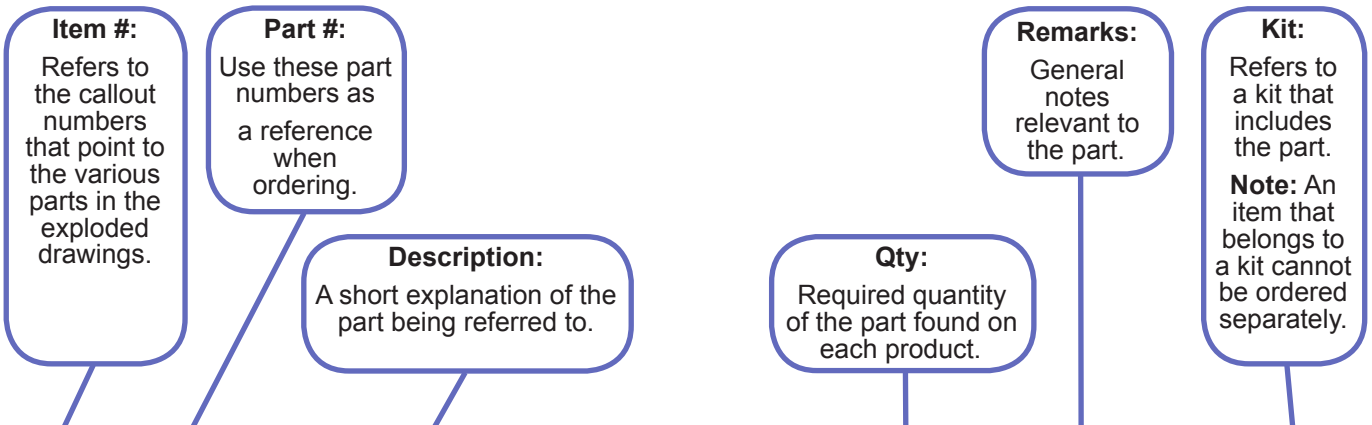 Item #:
Refers to
the callout
numbers
that point to
the various
parts in the
exploded
drawings.
Part #:
Use these part
numbers as
a reference
when
ordering.
Description:
A short explanation of the
part being referred to.
Qty:
Required quantity
of the part found on
each product.
Remarks:
General
notes
relevant to
the part.
Kit:
Refers to
a kit that
includes
the part.
Note: An
item that
belongs to
a kit cannot
be ordered
separately.